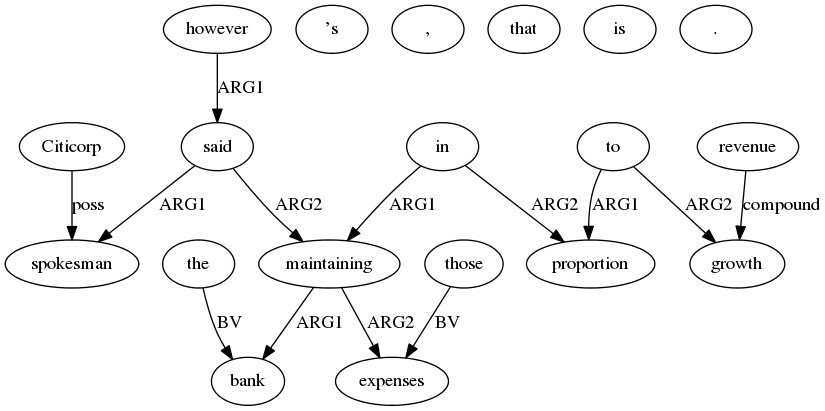 however 's , that is .
ARG1
Citicorp said in to revenue
poss ARG1 ARG2 ARG1 ARG2 ARG1 ARG2 compound
spokesman the maintaining those proportion growth
BV ARG1 ARG2 BV
bank expenses